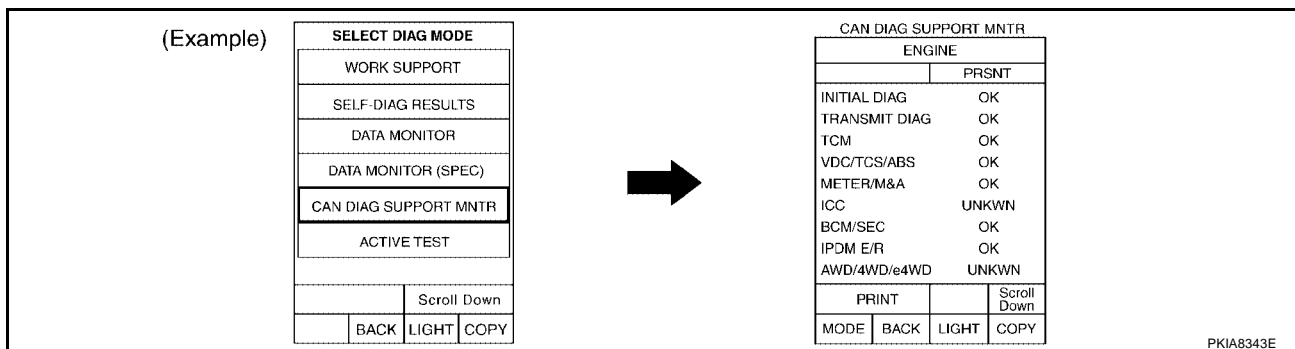 (Example)
SELECT DIAG MODE
WORK SUPPORT
SELF-DIAG RESULTS
DATA MONITOR
DATA MONITOR (SPEC)
CAN DIAG SUPPORT MNTR
ACTIVE TEST
Scroll Down
BACK LIGHT COPY
CAN DIAG SUPPORT MNTR
ENGINE
PRSNT
INITIAL DIAG OK
TRANSMIT DIAG OK
TCM OK
VDC/TCS/ABS OK
METER/M&A OK
ICC UNKWN
BCM/SEC OK
IPDM E/R OK
AWD/4WD/e4WD UNKWN
PRINT Scroll
Down
MODE BACK LIGHT COPY
PKIA8343E